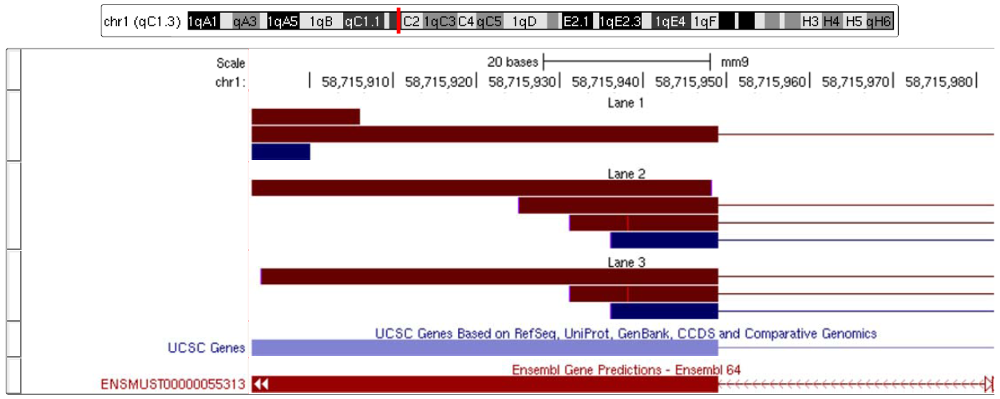 chr1 (qC1.3) 1qA1 qA3 1qA5 1qB qC1.1 C2 1qC3 C4 qC5 1qD E2.1 1qE2.3 1qE4 1qF H3 H4 H5 qH6
Scale 20 bases mm9
chr1: 58,715,910 58,715,920 58,715,930 58,715,940 58,715,950 58,715,960 58,715,970 58,715,980
Lane 1
Lane 2
Lane 3
UCSC Genes Based on RefSeq, UniProt, GenBank, CCDS and Comparative Genomics
UCSC Genes
Ensembl Gene Predictions - Ensembl 64
ENSMUST00000055313